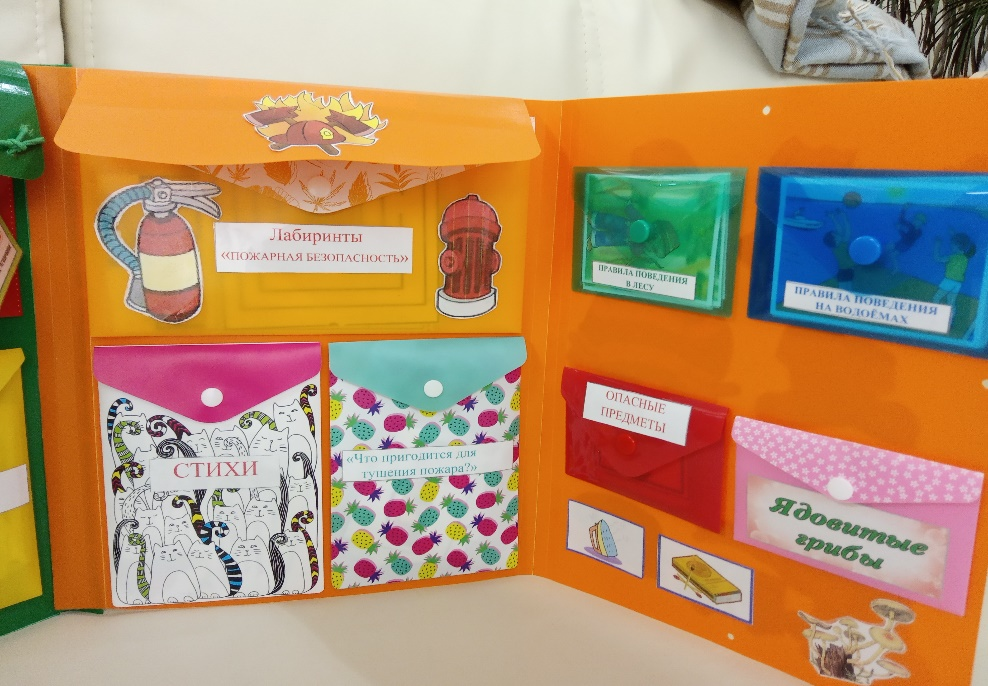 Лабиринты
«ПОЖАРНАЯ БЕЗОПАСНОСТЬ»
СТИХИ
«Что пригодится для
тушения пожара?»
ПРАВИЛА ПОВЕДЕНИЯ
В ЛЕСУ
ПРАВИЛА ПОВЕДЕНИЯ
НА ВОДОЁМАХ
ОПАСНЫЕ
ПРЕДМЕТЫ
Ядовитые
грибы